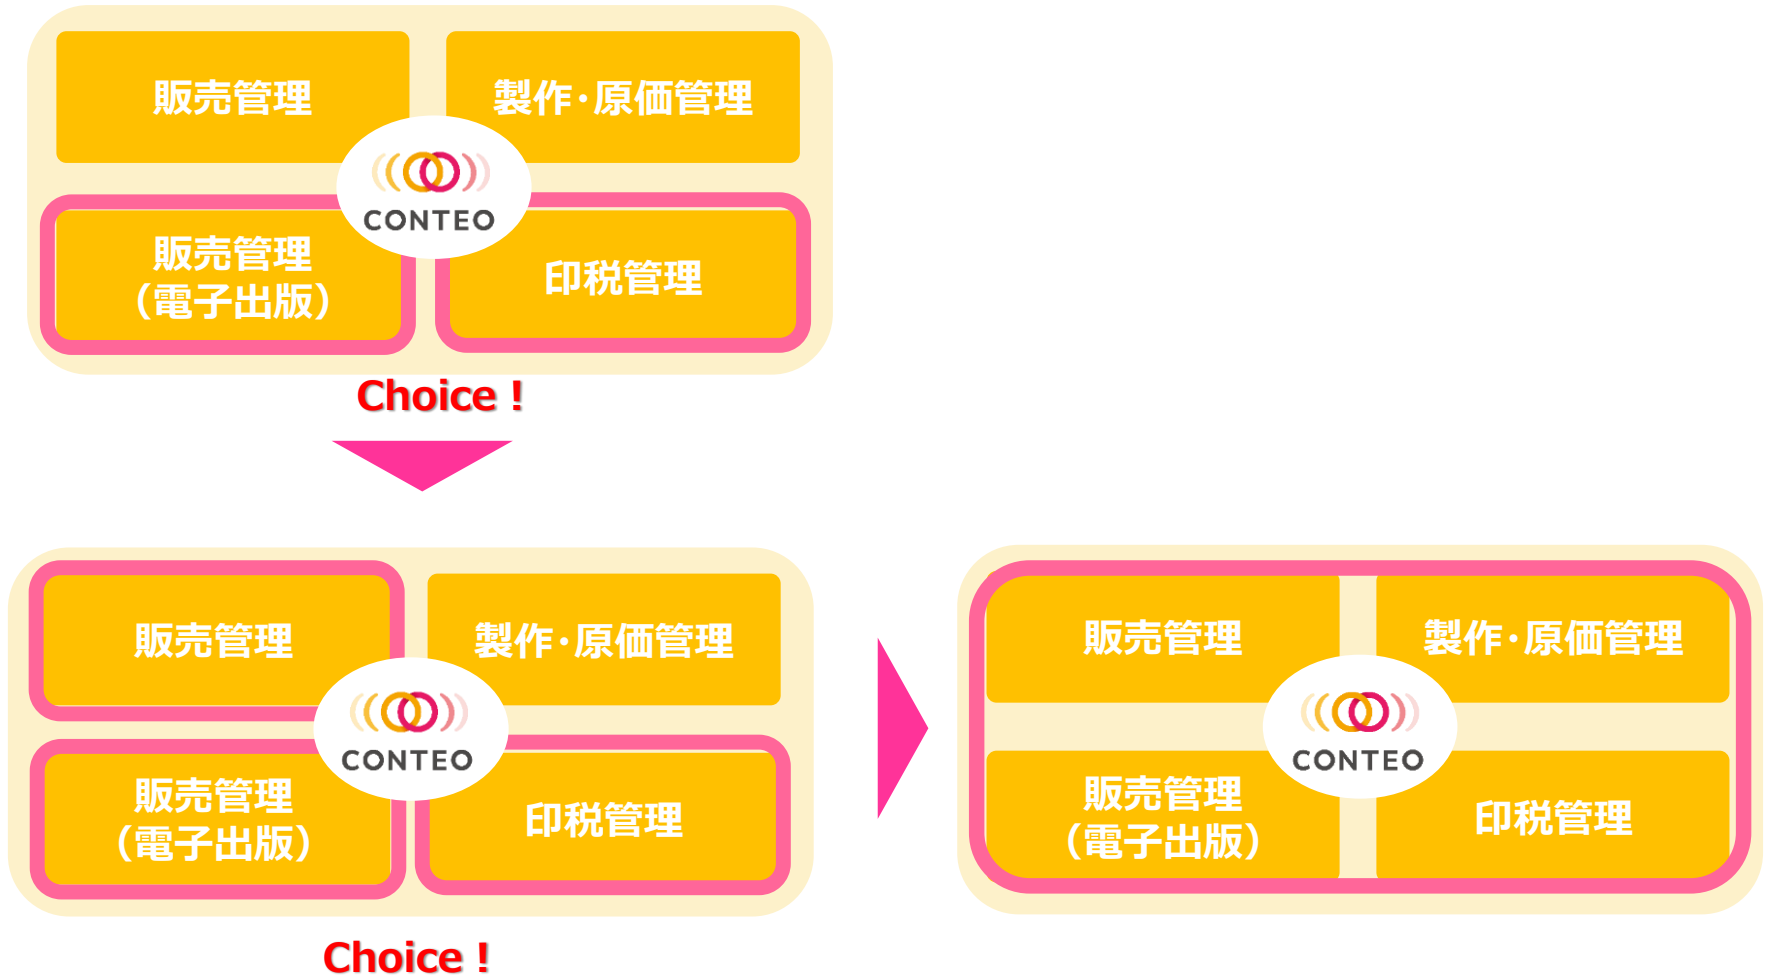 販売管理
製作・原価管理
CONTEO
販売管理
（電子出版）
印税管理
Choice！
販売管理
製作・原価管理
CONTEO
販売管理
（電子出版）
印税管理
Choice！
販売管理
製作・原価管理
CONTEO
販売管理
（電子出版）
印税管理